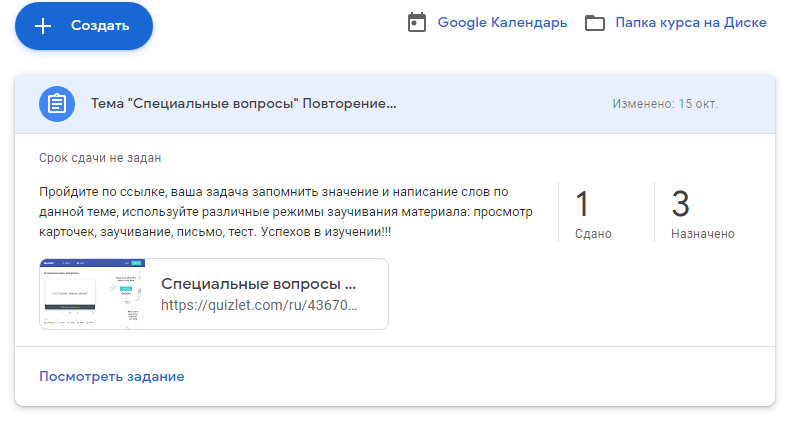 Создать
Google Календарь
Папка курса на Диске
Тема "Специальные вопросы" Повторение...
Изменено: 15 окт.
Срок сдачи не задан
Пройдите по ссылке, ваша задача запомнить значение и написание слов по
данной теме, используйте различные режимы заучивания материала: просмотр
карточек, заучивание, письмо, тест. Успехов в изучении!!!
1
Сдано
3
Назначено
Специальные вопросы ...
https://quizlet.com/ru/43670...
Посмотреть задание